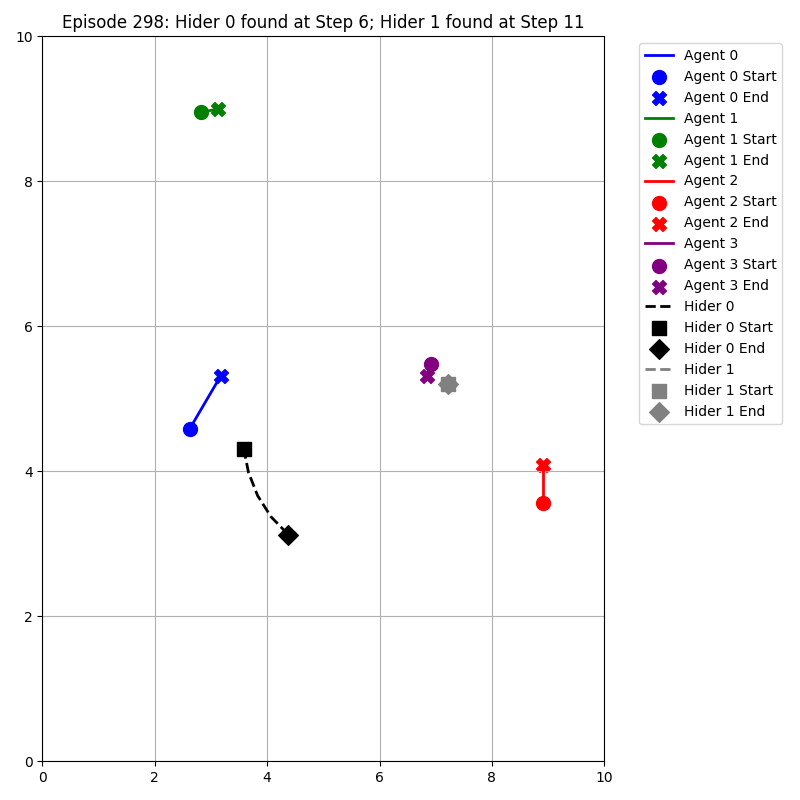 Episode 298: Hider 0 found at Step 6; Hider 1 found at Step 11
10
8
6
4
2
0
0
2
4
6
8
10
Agent 0
Agent 0 Start
Agent 0 End
Agent 1
Agent 1 Start
Agent 1 End
Agent 2
Agent 2 Start
Agent 2 End
Agent 3
Agent 3 Start
Agent 3 End
Hider 0
Hider 0 Start
Hider 0 End
Hider 1
Hider 1 Start
Hider 1 End